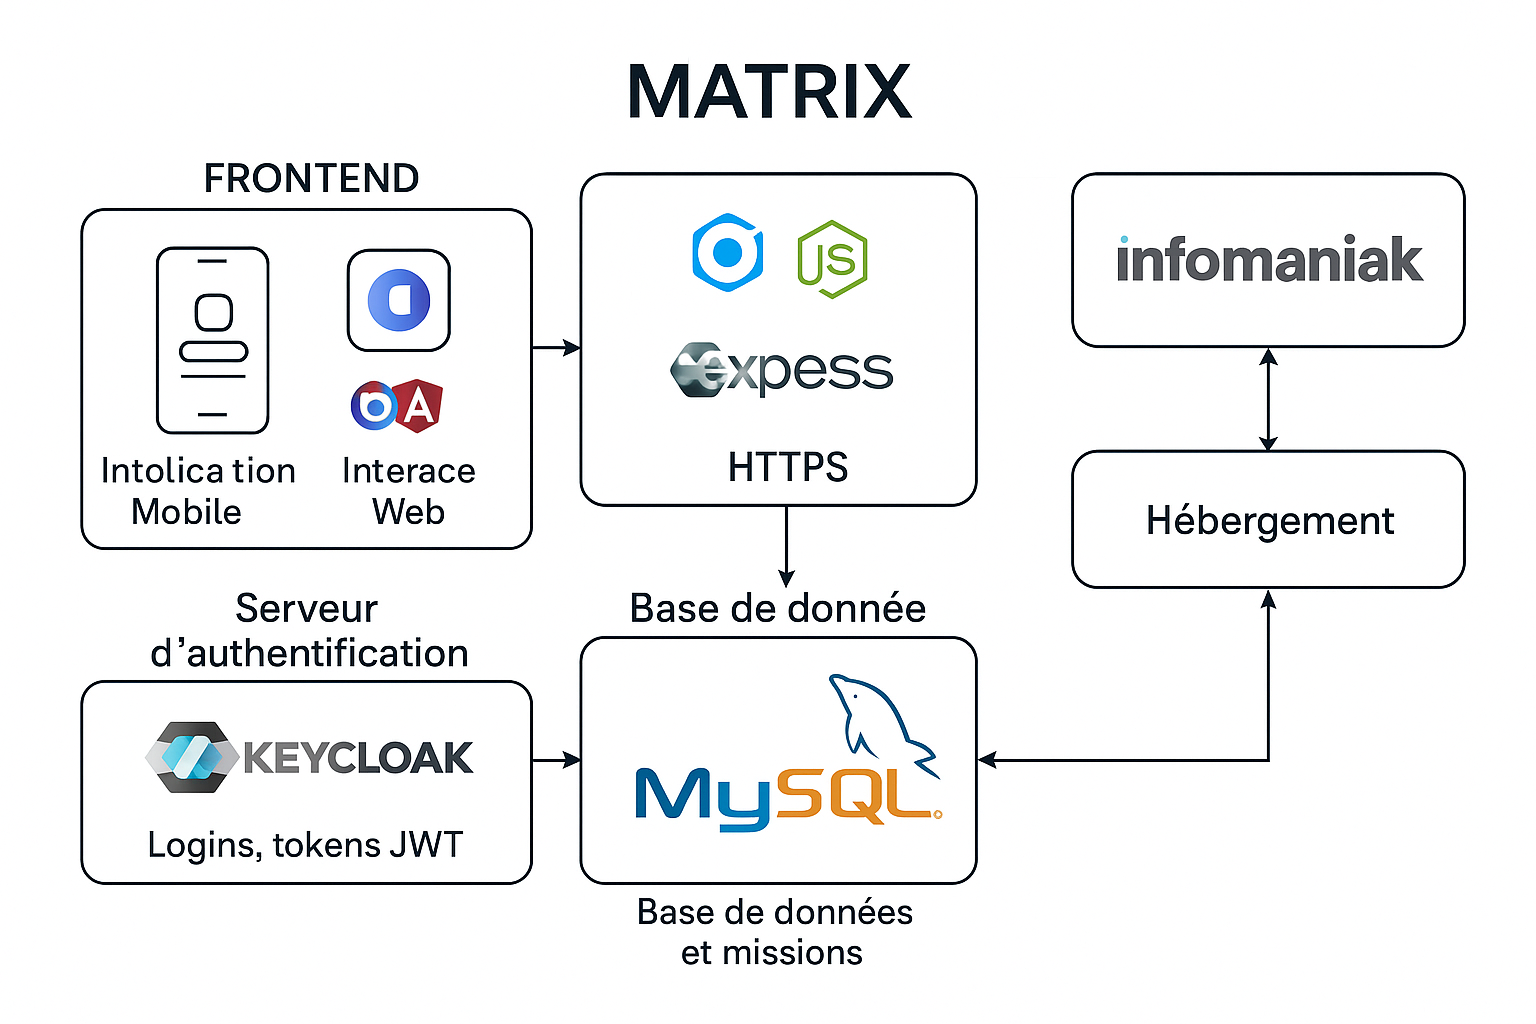 MATRIX
FRONTEND
Intolica tion
Mobile
Interace
Web
JS
expess
HTTPS
infomaniak
Hébergement
Serveur
d'authentification
KEYCLOAK
Logins, tokens JWT
Base de donnée
MySQL
Base de données
et missions